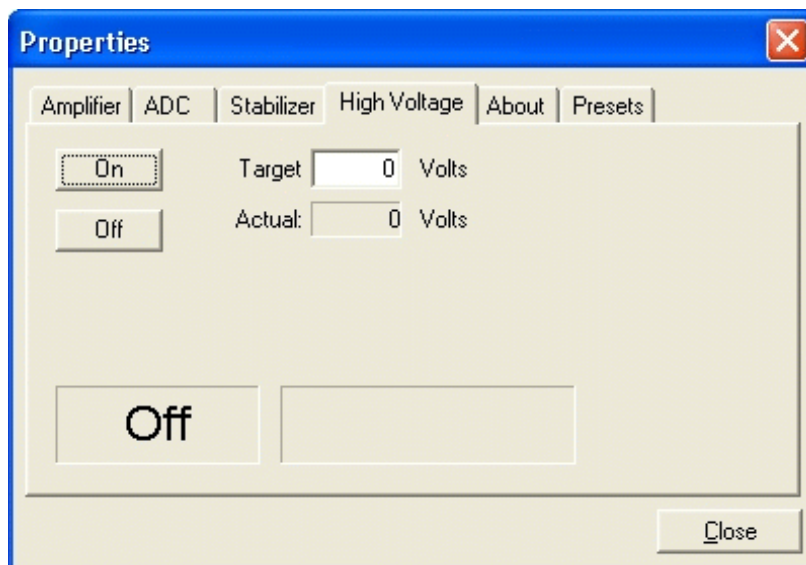 Properties
Amplifier ADC Stabilizer High Voltage About Presets
On Target 0 Volts
Off Actual: 0 Volts
Off
Close